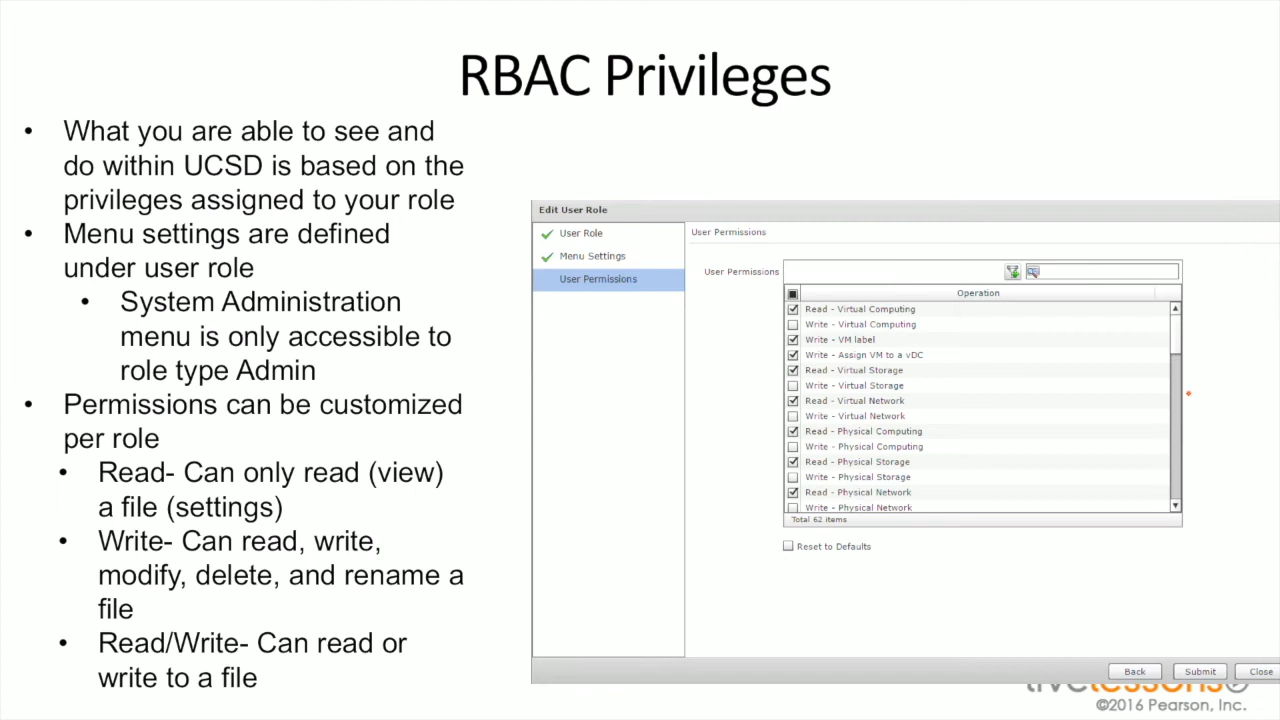 RBAC Privileges
• What you are able to see and
do within UCSD is based on the
privileges assigned to your role
• Menu settings are defined
under user role
• System Administration
menu is only accessible to
role type Admin
• Permissions can be customized
per role
• Read- Can only read (view)
a file (settings)
• Write- Can read, write,
modify, delete, and rename a
file
• Read/Write- Can read or
write to a file
Edit User Role
User Role
Menu Settings
User Permissions
User Permissions
User Permissions
Operation
Read - Virtual Computing
Write - Virtual Computing
Write - VM label
Write - Assign VM to a vDC
Read - Virtual Storage
Write - Virtual Storage
Read - Virtual Network
Write - Virtual Network
Read - Physical Computing
Write - Physical Computing
Read - Physical Storage
Write - Physical Storage
Read - Physical Network
Write - Physical Network
Total 62 items
Reset to Defaults
Back Submit Close
livelessons
©2016 Pearson, Inc.